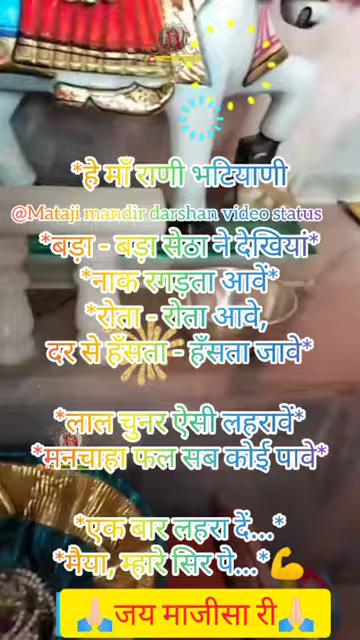 *हे माँ राणी भटियाणी
@Mataji mandir darshan video status
*बड़ा - बड़ा सेठा ने देखियां*
*नाक रगड़ता आवें*
*रोता - रोता आवे,
दर से हँसता - हँसता जावे*
*लाल चुनर ऐसी लहरावें*
*मनचाहा फल सब कोई पावे*
*एक बार लहरा दें...*
*मैया, म्हारे सिर पे...*💪
🙏🏻जय माजीसा री🙏🏻